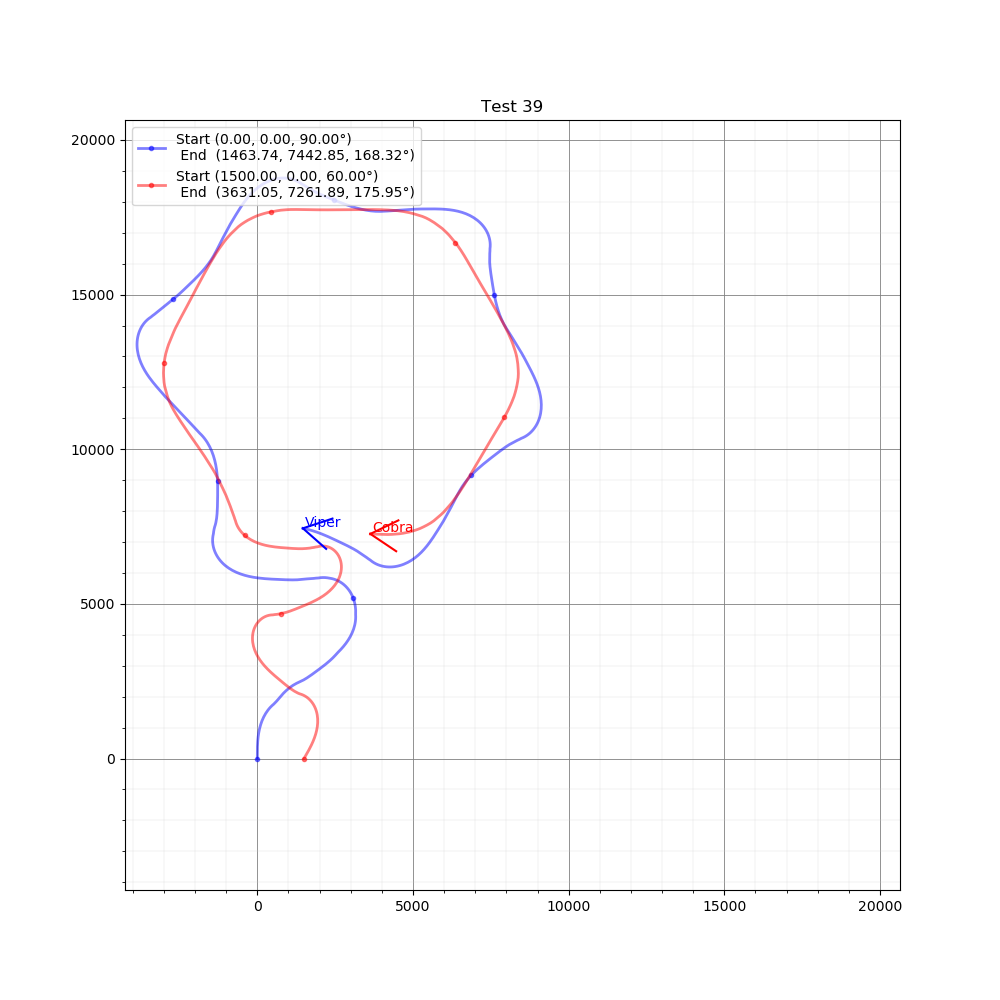 Test 39
Start (0.00, 0.00, 90.00°)
End (1463.74, 7442.85, 168.32°)
Start (1500.00, 0.00, 60.00°)
End (3631.05, 7261.89, 175.95°)
20000
15000
10000
5000
0
Viper
Cobra
0
5000
10000
15000
20000